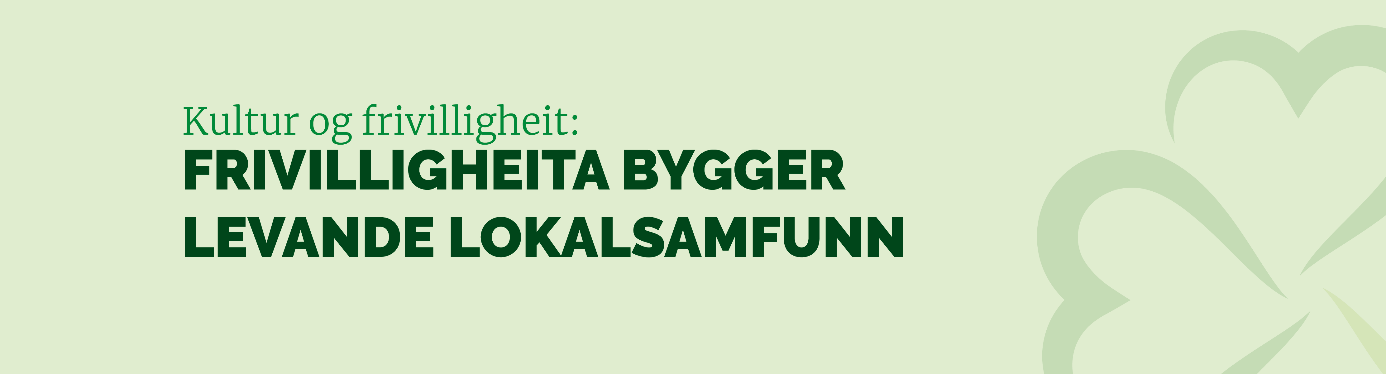 Kultur og frivilligheit:
FRIVILLIGHEITA BYGGER
LEVANDE LOKALSAMFUNN